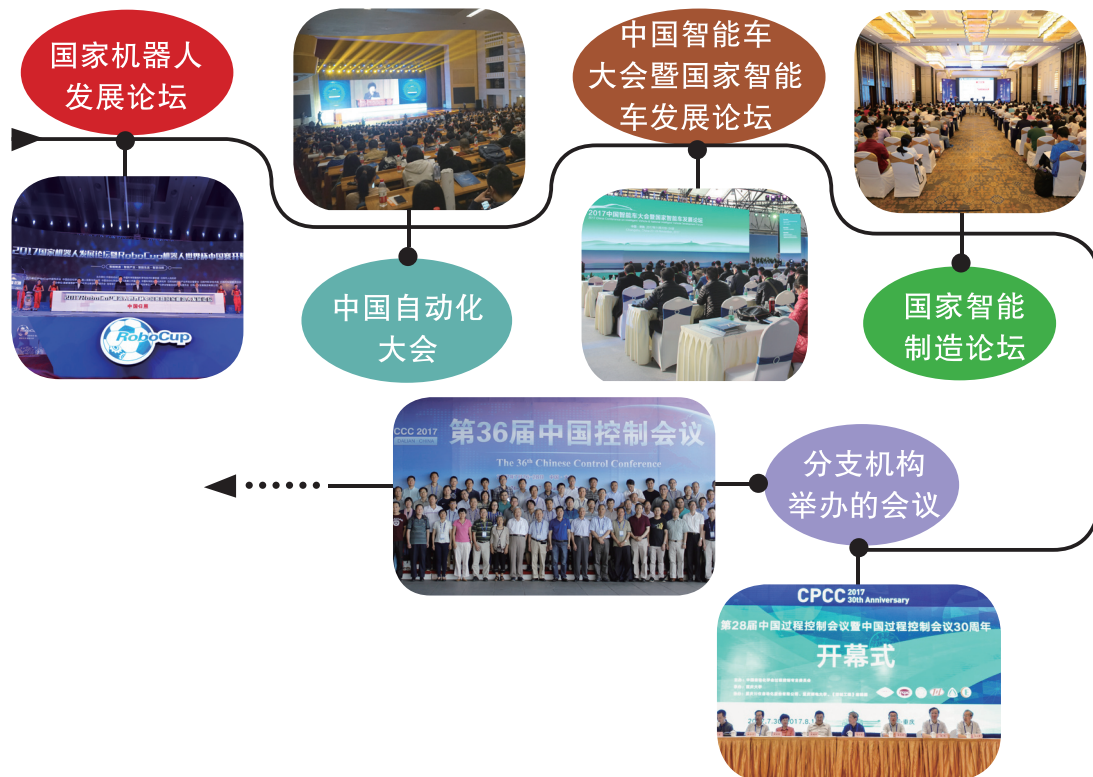 国家机器人
发展论坛
中国智能车
大会暨国家智能
车发展论坛
2017国家机器人发展论坛暨RoboCup机器人世界杯中国赛开
RoboCup
中国自动化
大会
2017中国智能车大会暨国家智能车发展论坛
国家智能
制造论坛
CCC 2017
第36届中国控制会议
The 36th Chinese Control Conference
分支机构
举办的会议
CPCC 2017
30th Anniversary
第28届中国过程控制会议暨中国过程控制会议30周年
开幕式